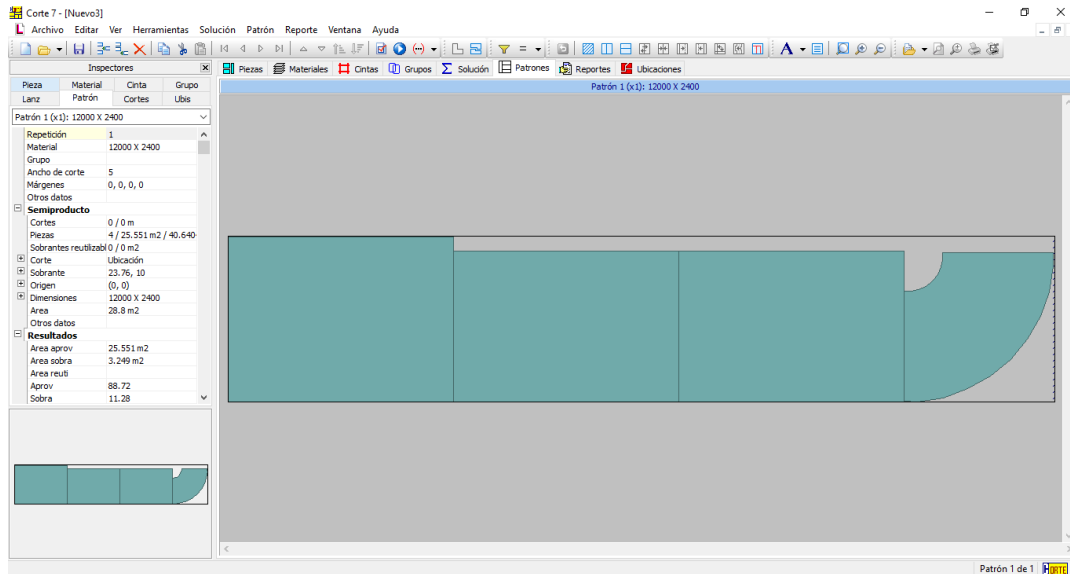 Corte 7 - [Nuevo3]
Archivo Editar Ver Herramientas Solución Patrón Reporte Ventana Ayuda
Inspectores
Piezas Materiales Cintas Grupos Solución Patrones Reportes Ubicaciones
Pieza Material Cinta Grupo
Lanz Patrón Cortes Ubis
Patrón 1 (x1): 12000 X 2400
Patrón 1 (x1): 12000 X 2400
Repetición 1
Material 12000 X 2400
Grupo
Ancho de corte 5
Márgenes 0, 0, 0, 0
Otros datos
Semiproducto
Cortes 0 / 0 m
Piezas 4 / 25.551 m2 / 40.640
Sobrantes reutilizabl 0 / 0 m2
Corte Ubicación
Sobrante 23.76, 10
Origen (0, 0)
Dimensiones 12000 X 2400
Area 28.8 m2
Otros datos
Resultados
Area aprov 25.551 m2
Area sobra 3.249 m2
Area reuti
Aprov 88.72
Sobra 11.28
Patrón 1 de 1